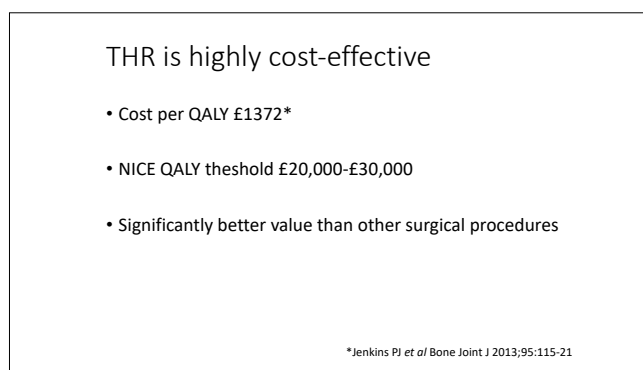 THR is highly cost-effective
• Cost per QALY £1372*
• NICE QALY theshold £20,000-£30,000
• Significantly better value than other surgical procedures
*Jenkins PJ et al Bone Joint J 2013;95:115-21